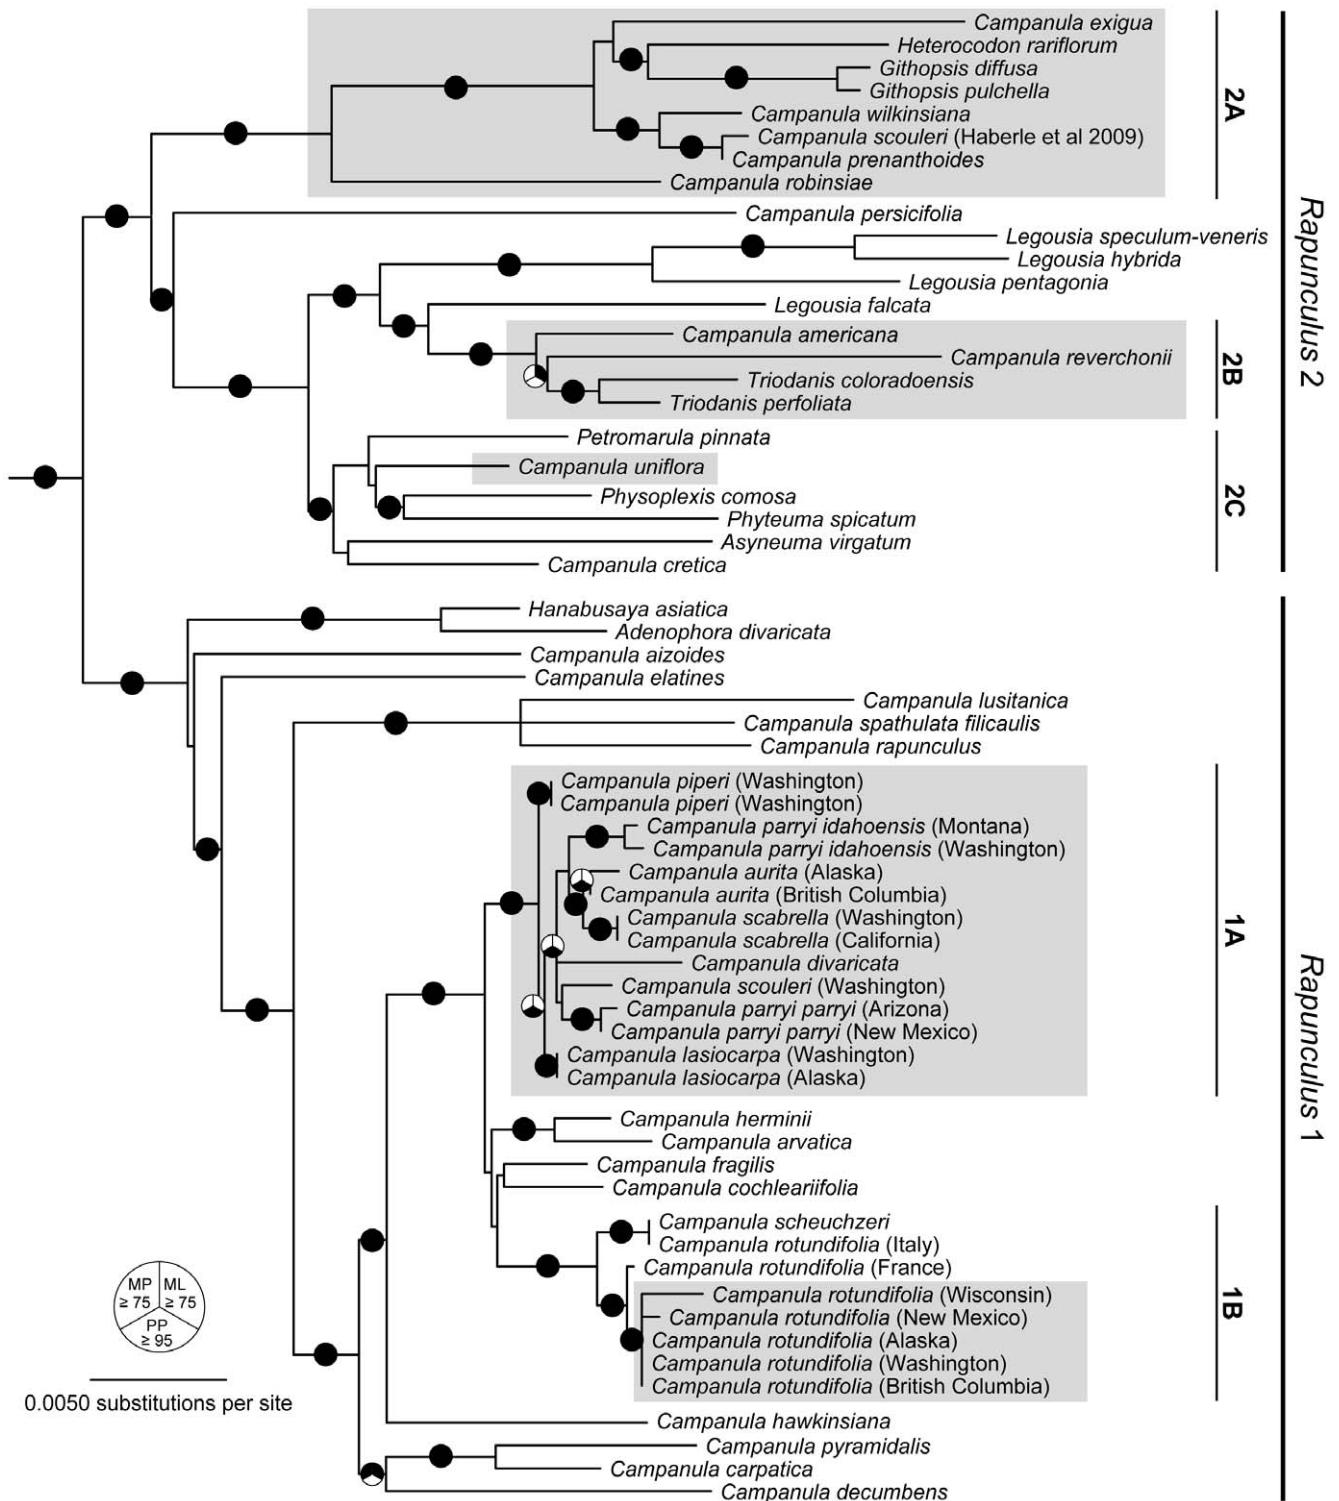 Campanula exigua
Heterocodon rariflorum
Githopsis diffusa
Githopsis pulchella
Campanula wilkinsiana
Campanula scouleri (Haberle et al 2009)
Campanula prenanthoides
Campanula robinsiae
2A
Campanula persicifolia
Legousia speculum-veneris
Legousia hybrida
Legousia pentagonia
Legousia falcata
Campanula americana
Campanula reverchonii
Triodanis coloradoensis
Triodanis perfoliata
2B
Petromarula pinnata
Campanula uniflora
Physoplexis comosa
Phyteuma spicatum
Asyneuma virgatum
Campanula cretica
2C
Rapunculus 2
Hanabusaya asiatica
Adenophora divaricata
Campanula aizoides
Campanula elatines
Campanula lusitanica
Campanula spathulata filicaulis
Campanula rapunculus
Campanula piperi (Washington)
Campanula piperi (Washington)
Campanula parryi idahoensis (Montana)
Campanula parryi idahoensis (Washington)
Campanula aurita (Alaska)
Campanula aurita (British Columbia)
Campanula scabrella (Washington)
Campanula scabrella (California)
Campanula divaricata
Campanula scouleri (Washington)
Campanula parryi parryi (Arizona)
Campanula parryi parryi (New Mexico)
Campanula lasiocarpa (Washington)
Campanula lasiocarpa (Alaska)
1A
Campanula herminii
Campanula arvatica
Campanula fragilis
Campanula cochleariifolia
Campanula scheuchzeri
Campanula rotundifolia (Italy)
Campanula rotundifolia (France)
Campanula rotundifolia (Wisconsin)
Campanula rotundifolia (New Mexico)
Campanula rotundifolia (Alaska)
Campanula rotundifolia (Washington)
Campanula rotundifolia (British Columbia)
1B
Campanula hawkinsiana
Campanula pyramidalis
Campanula carpatica
Campanula decumbens
Rapunculus 1
MP ML
≥ 75 ≥ 75
PP
≥ 95
0.0050 substitutions per site